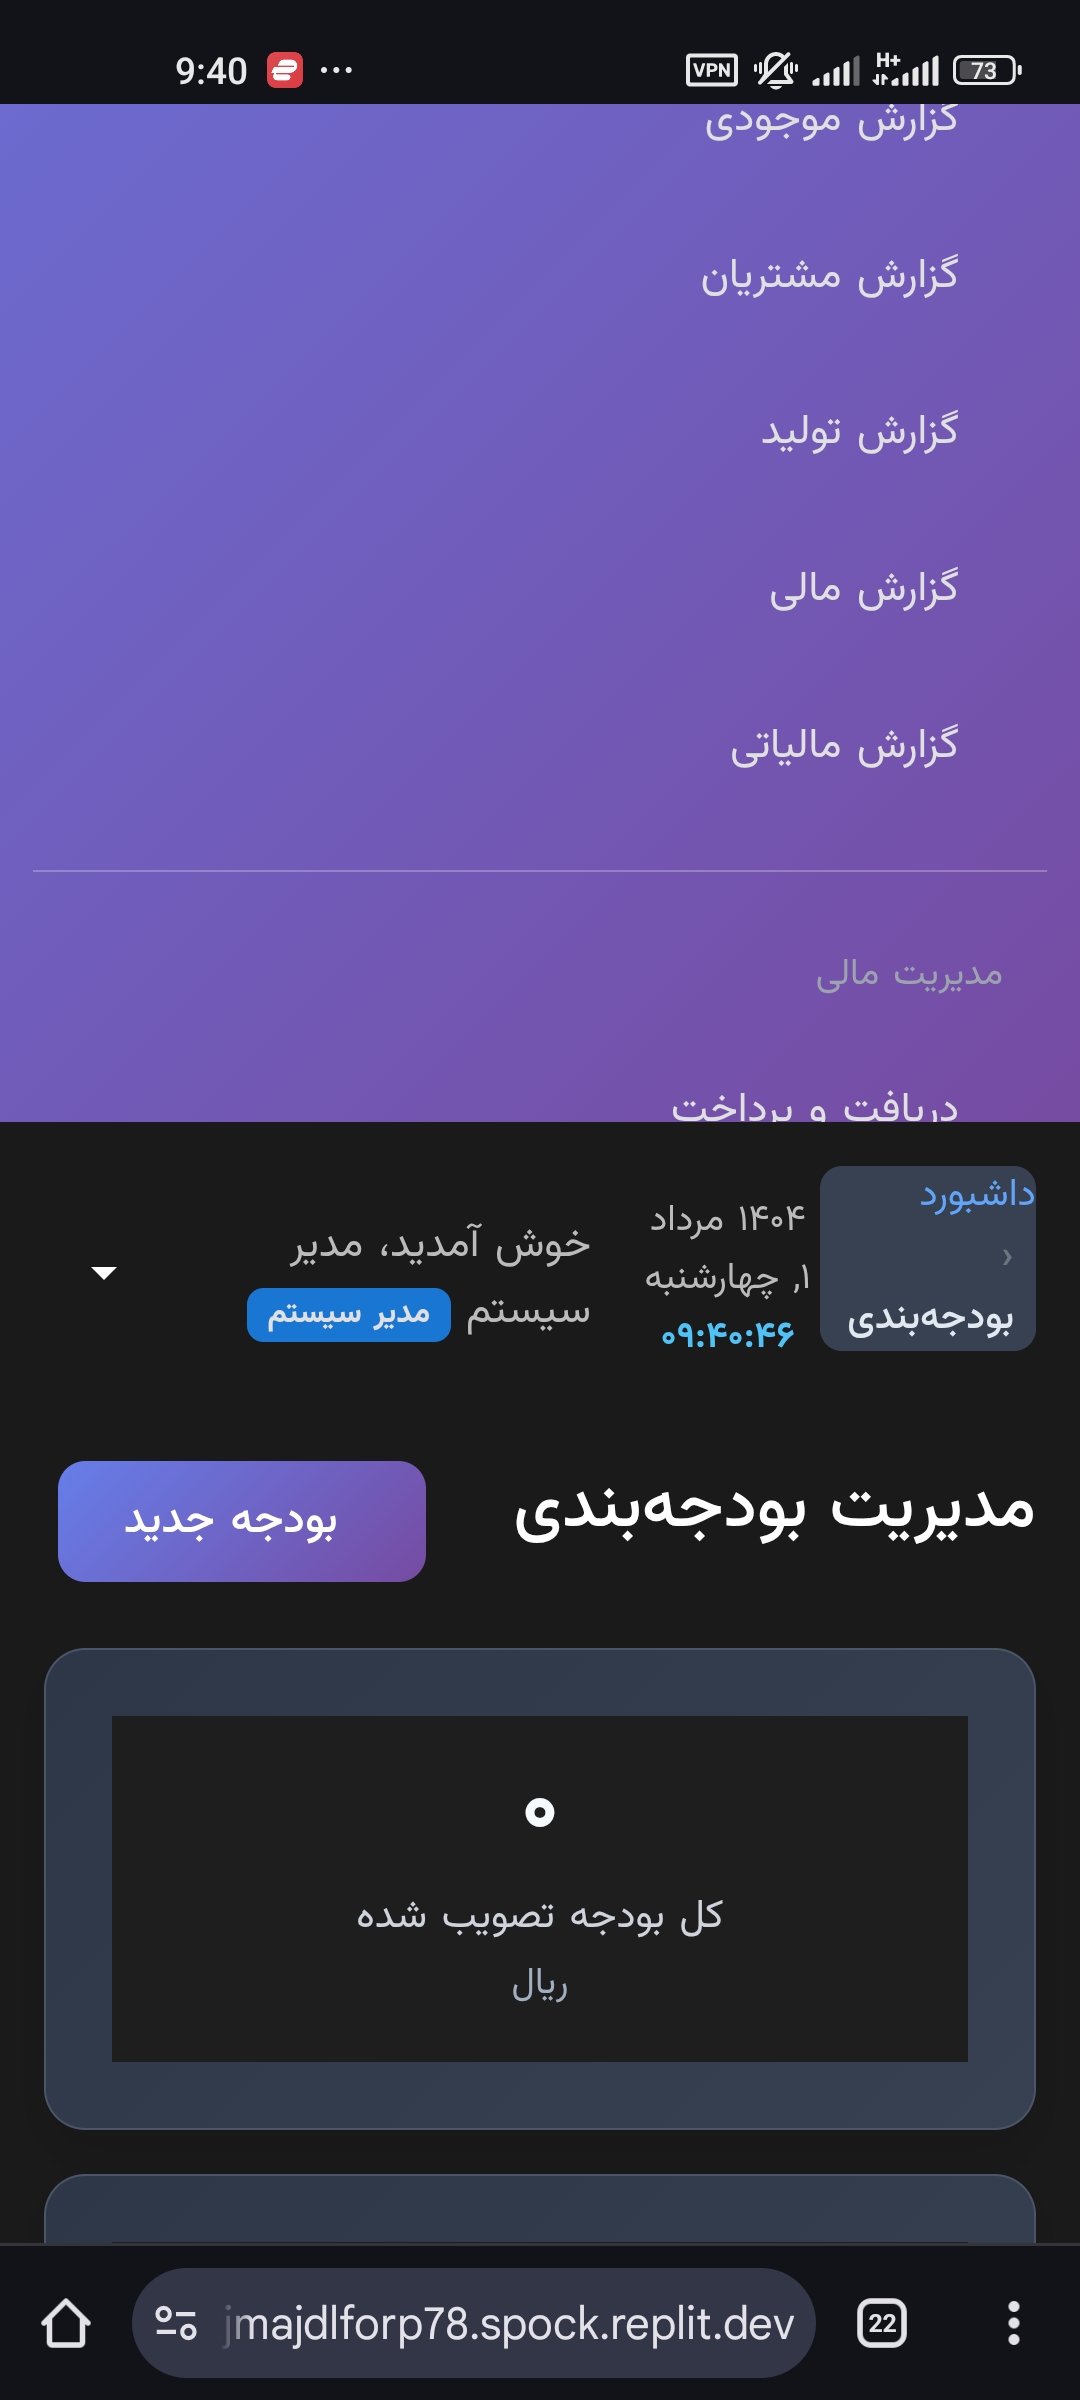 9:40
VPN
H+
73
گزارش موجودی
گزارش مشتریان
گزارش تولید
گزارش مالی
گزارش مالیاتی
مدیریت مالی
دریافت و پرداخت
داشبورد
‹
بودجه‌بندی
۱۴۰۴ مرداد
۱, چهارشنبه
۰۹:۴۰:۴۶
خوش آمدید، مدیر
سیستم مدیر سیستم
مدیریت بودجه‌بندی
بودجه جدید
۰
کل بودجه تصویب شده
ریال
jmajdlforp78.spock.replit.dev
22